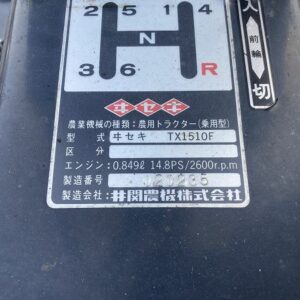 2 5 1 4
N
3 6 R
入
前輪
切
ヰセキ
農業機械の種類：農用トラクター(乗用型)
型式 ヰセキ TX1510F
区分
エンジン：0.849ℓ 14.8PS/2600r.p.m
製造番号
製造会社：井関農機株式会社